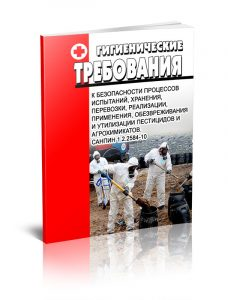 ГИГИЕНИЧЕСКИЕ
ТРЕБОВАНИЯ
К БЕЗОПАСНОСТИ ПРОЦЕССОВ
ИСПЫТАНИЙ, ХРАНЕНИЯ,
ПЕРЕВОЗКИ, РЕАЛИЗАЦИИ,
ПРИМЕНЕНИЯ, ОБЕЗВРЕЖИВАНИЯ
И УТИЛИЗАЦИИ ПЕСТИЦИДОВ И
АГРОХИМИКАТОВ.
САНПИН 1.2.2584-10